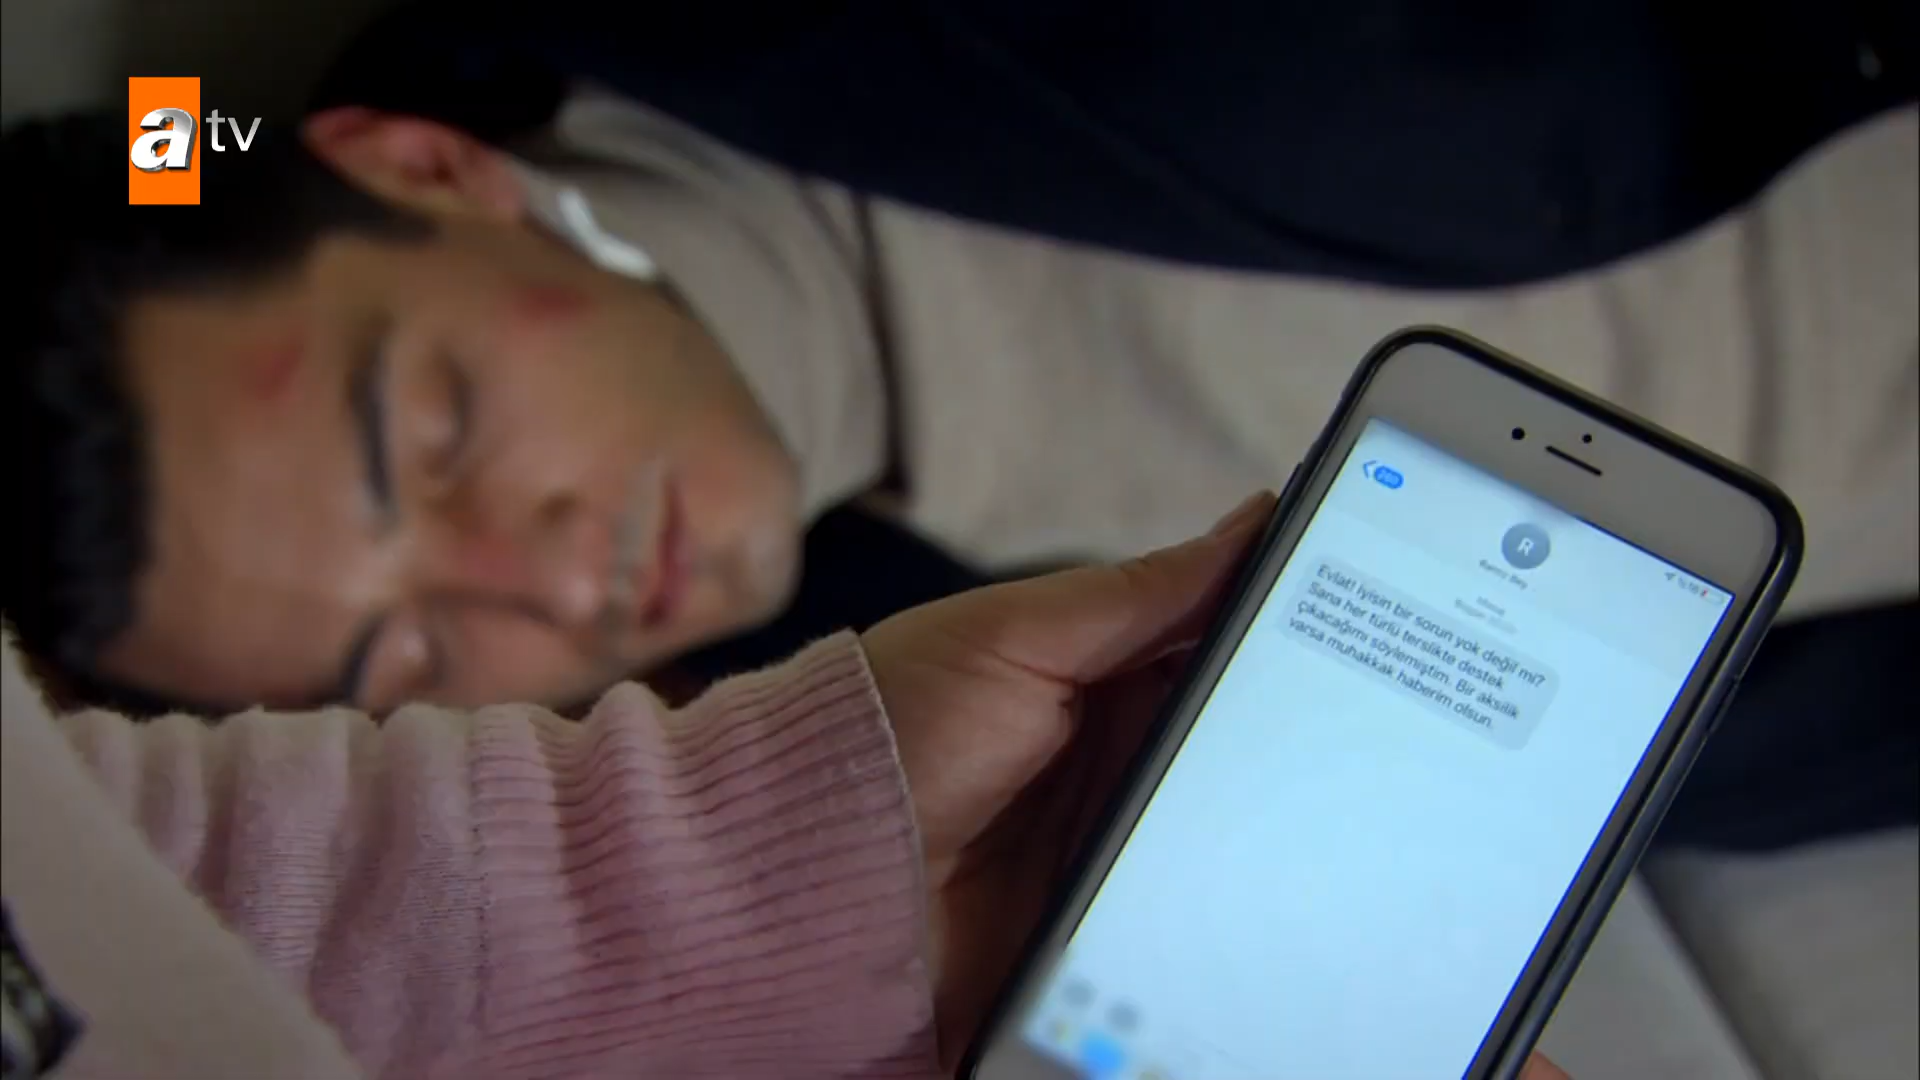 atv
R
Evlat! İyisin bir sorun yok değil mi?
Sana her türlü terslikte destek
çıkacağımı söylemiştim. Bir aksilik
varsa muhakkak haberim olsun.